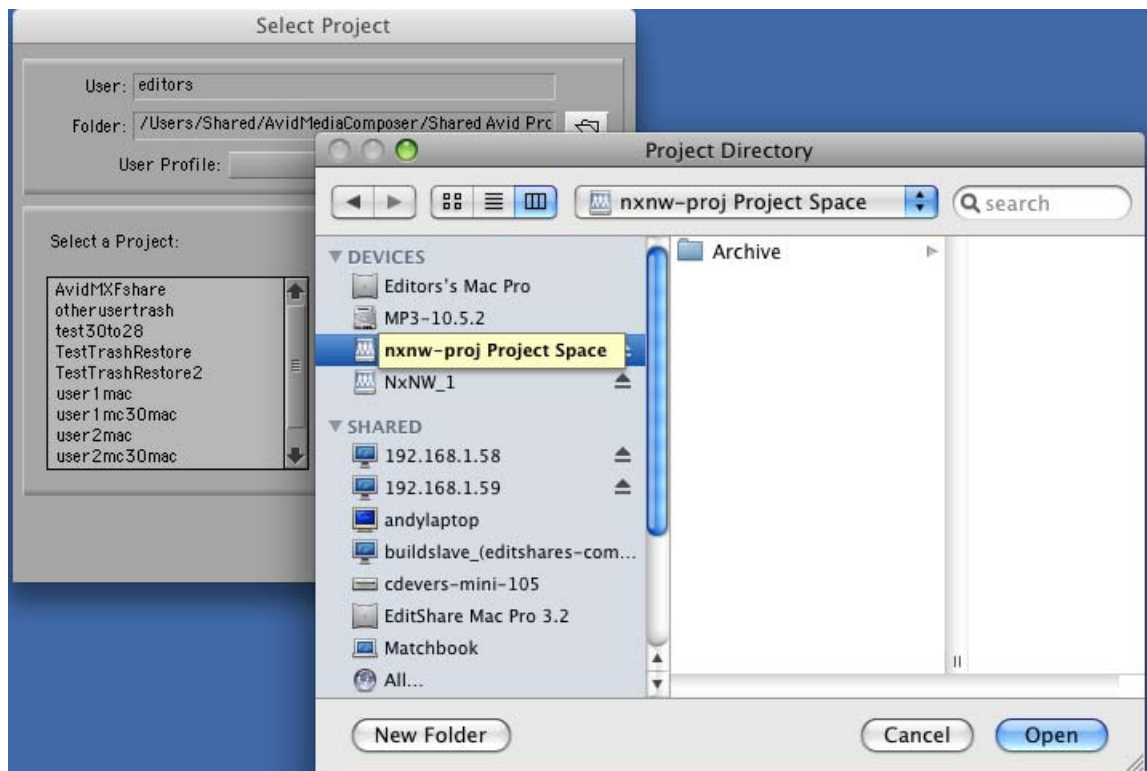 Select Project
User: editors
Folder: /Users/Shared/AvidMediaComposer/Shared Avid Prc
User Profile:
Select a Project:
AvidMXFshare
otherusertrash
test30to28
TestTrashRestore
TestTrashRestore2
user1mac
user1mc30mac
user2mac
user2mc30mac
Project Directory
nxnw-proj Project Space
search
DEVICES
Editors's Mac Pro
MP3-10.5.2
nxnw-proj Project Space
NxNW_1
SHARED
192.168.1.58
192.168.1.59
andylaptop
buildslave_(editshares-com...
cdevers-mini-105
EditShare Mac Pro 3.2
Matchbook
All...
Archive
New Folder
Cancel
Open